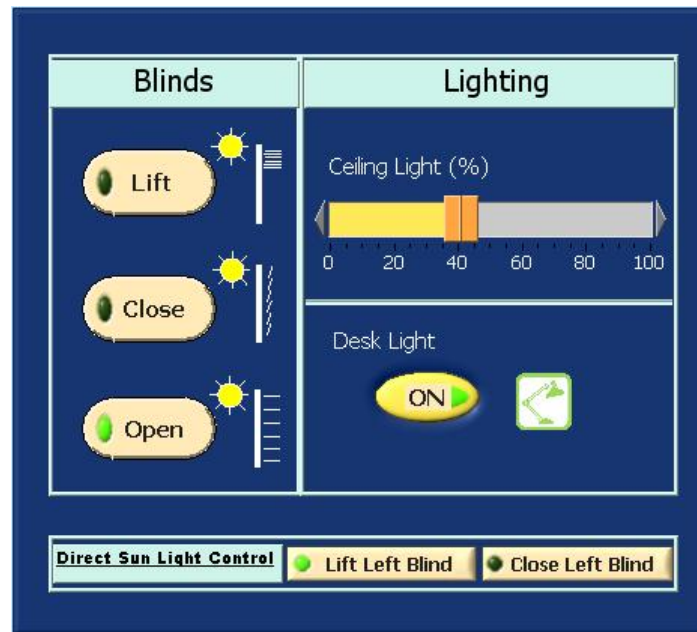 Blinds
Lighting
Lift
Close
Open
Ceiling Light (%)
0 20 40 60 80 100
Desk Light
ON
Direct Sun Light Control
Lift Left Blind
Close Left Blind